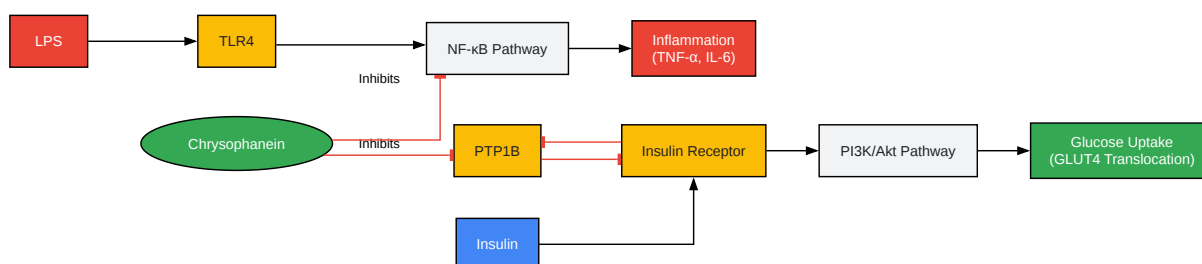 LPS
TLR4
NF-κB Pathway
Inflammation
(TNF-α, IL-6)
Inhibits
Chrysophanein
Inhibits
PTP1B
Insulin Receptor
PI3K/Akt Pathway
Glucose Uptake
(GLUT4 Translocation)
Insulin